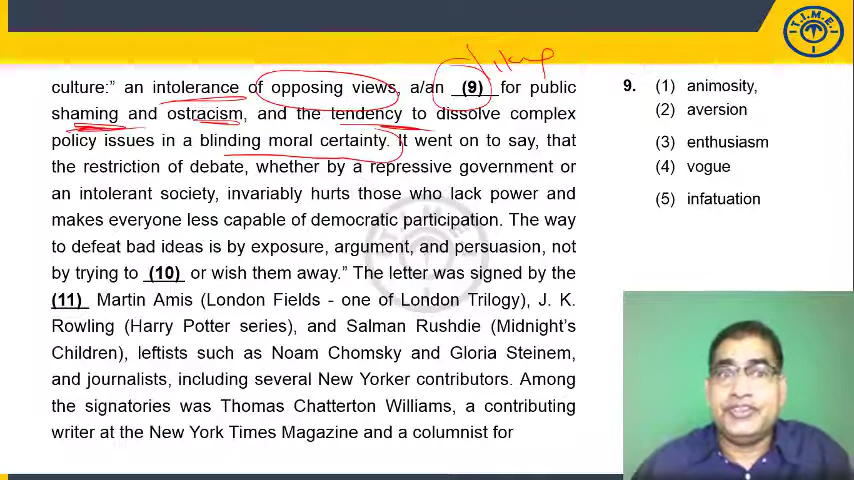 T.I.M.E.
culture:” an intolerance of opposing views, a/an (9) for public
shaming and ostracism, and the tendency to dissolve complex
policy issues in a blinding moral certainty. It went on to say, that
the restriction of debate, whether by a repressive government or
an intolerant society, invariably hurts those who lack power and
makes everyone less capable of democratic participation. The way
to defeat bad ideas is by exposure, argument, and persuasion, not
by trying to (10) or wish them away.” The letter was signed by the
(11) Martin Amis (London Fields - one of London Trilogy), J. K.
Rowling (Harry Potter series), and Salman Rushdie (Midnight’s
Children), leftists such as Noam Chomsky and Gloria Steinem,
and journalists, including several New Yorker contributors. Among
the signatories was Thomas Chatterton Williams, a contributing
writer at the New York Times Magazine and a columnist for
9. (1) animosity,
(2) aversion
(3) enthusiasm
(4) vogue
(5) infatuation